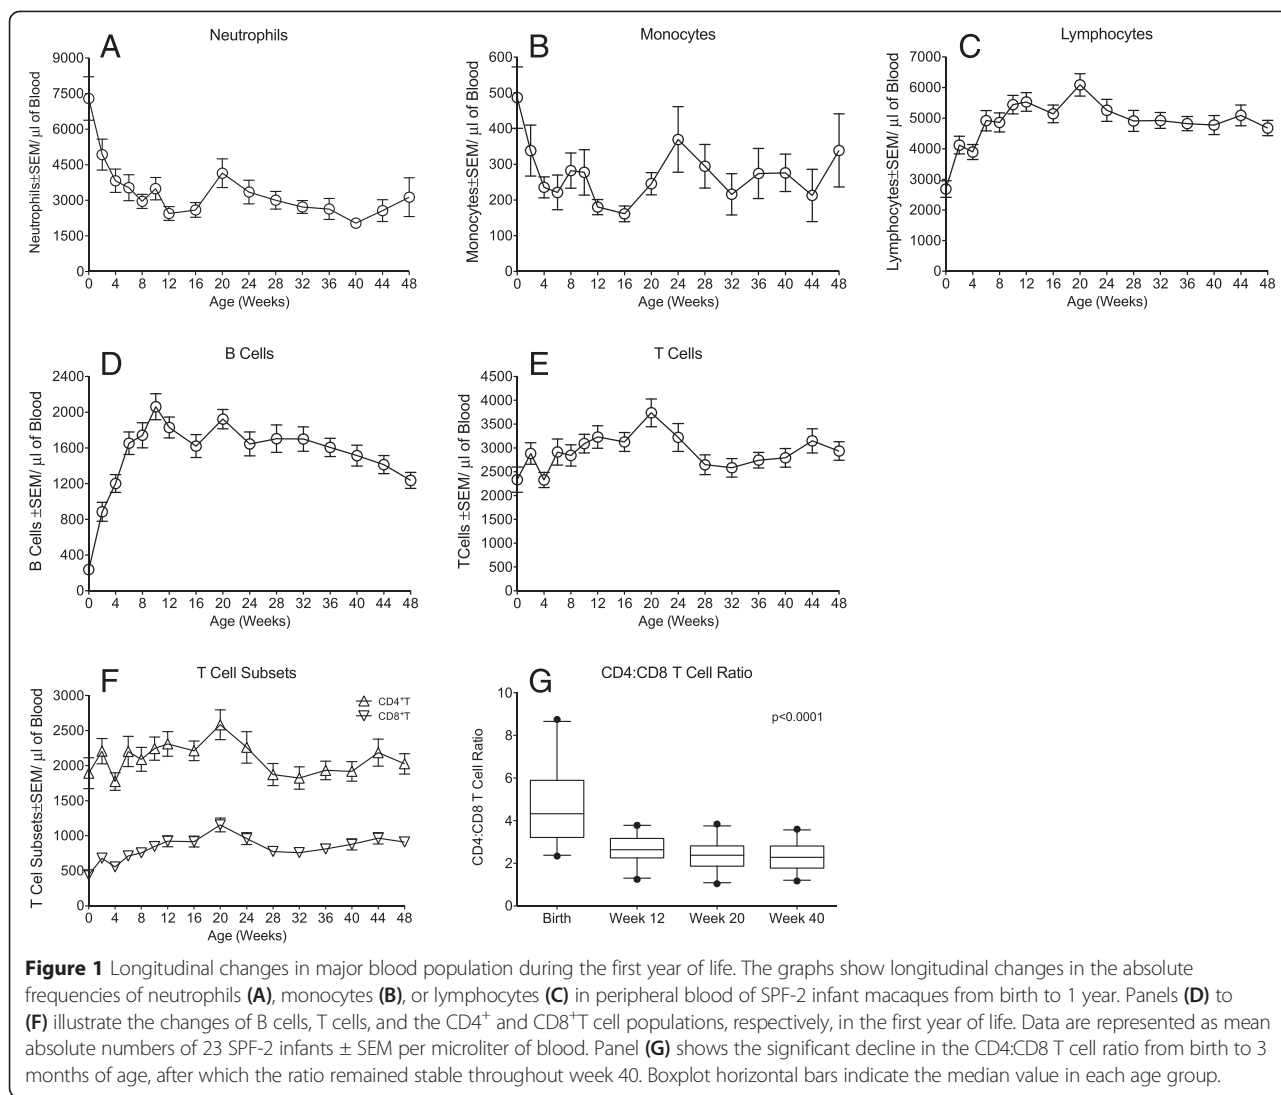 A
Neutrophils
Neutrophils±SEM/ µl of Blood
9000
7500
6000
4500
3000
1500
0
0 4 8 12 16 20 24 28 32 36 40 44 48
Age (Weeks)
B
Monocytes
Monocytes±SEM/ µl of Blood
600
500
400
300
200
100
0
0 4 8 12 16 20 24 28 32 36 40 44 48
Age (Weeks)
C
Lymphocytes
Lymphocytes±SEM/ µl of Blood
7000
6000
5000
4000
3000
2000
1000
0
0 4 8 12 16 20 24 28 32 36 40 44 48
Age (Weeks)
D
B Cells
B Cells ±SEM/ µl of Blood
2400
2000
1600
1200
800
400
0
0 4 8 12 16 20 24 28 32 36 40 44 48
Age (Weeks)
E
T Cells
TCells ±SEM/ µl of Blood
4500
4000
3500
3000
2500
2000
1500
1000
500
0
0 4 8 12 16 20 24 28 32 36 40 44 48
Age (Weeks)
F
T Cell Subsets
T Cell Subsets±SEM/ µl of Blood
3000
2500
2000
1500
1000
500
0
CD4⁺T
CD8⁺T
0 4 8 12 16 20 24 28 32 36 40 44 48
Age (Weeks)
G
CD4:CD8 T Cell Ratio
CD4:CD8 T Cell Ratio
10
8
6
4
2
0
p<0.0001
Birth Week 12 Week 20 Week 40
Figure 1 Longitudinal changes in major blood population during the first year of life. The graphs show longitudinal changes in the absolute
frequencies of neutrophils (A), monocytes (B), or lymphocytes (C) in peripheral blood of SPF-2 infant macaques from birth to 1 year. Panels (D) to
(F) illustrate the changes of B cells, T cells, and the CD4⁺ and CD8⁺T cell populations, respectively, in the first year of life. Data are represented as mean
absolute numbers of 23 SPF-2 infants ± SEM per microliter of blood. Panel (G) shows the significant decline in the CD4:CD8 T cell ratio from birth to 3
months of age, after which the ratio remained stable throughout week 40. Boxplot horizontal bars indicate the median value in each age group.